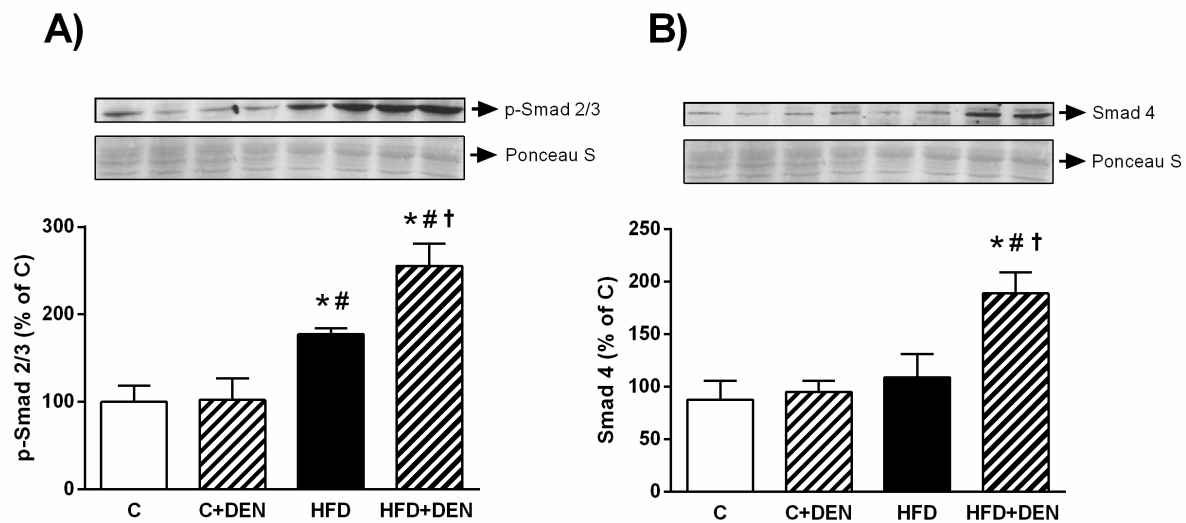 A)
p-Smad 2/3
Ponceau S
p-Smad 2/3 (% of C)
300
200
100
0
*#
*#†
C C+DEN HFD HFD+DEN
B)
Smad 4
Ponceau S
Smad 4 (% of C)
250
200
150
100
50
0
*#†
C C+DEN HFD HFD+DEN